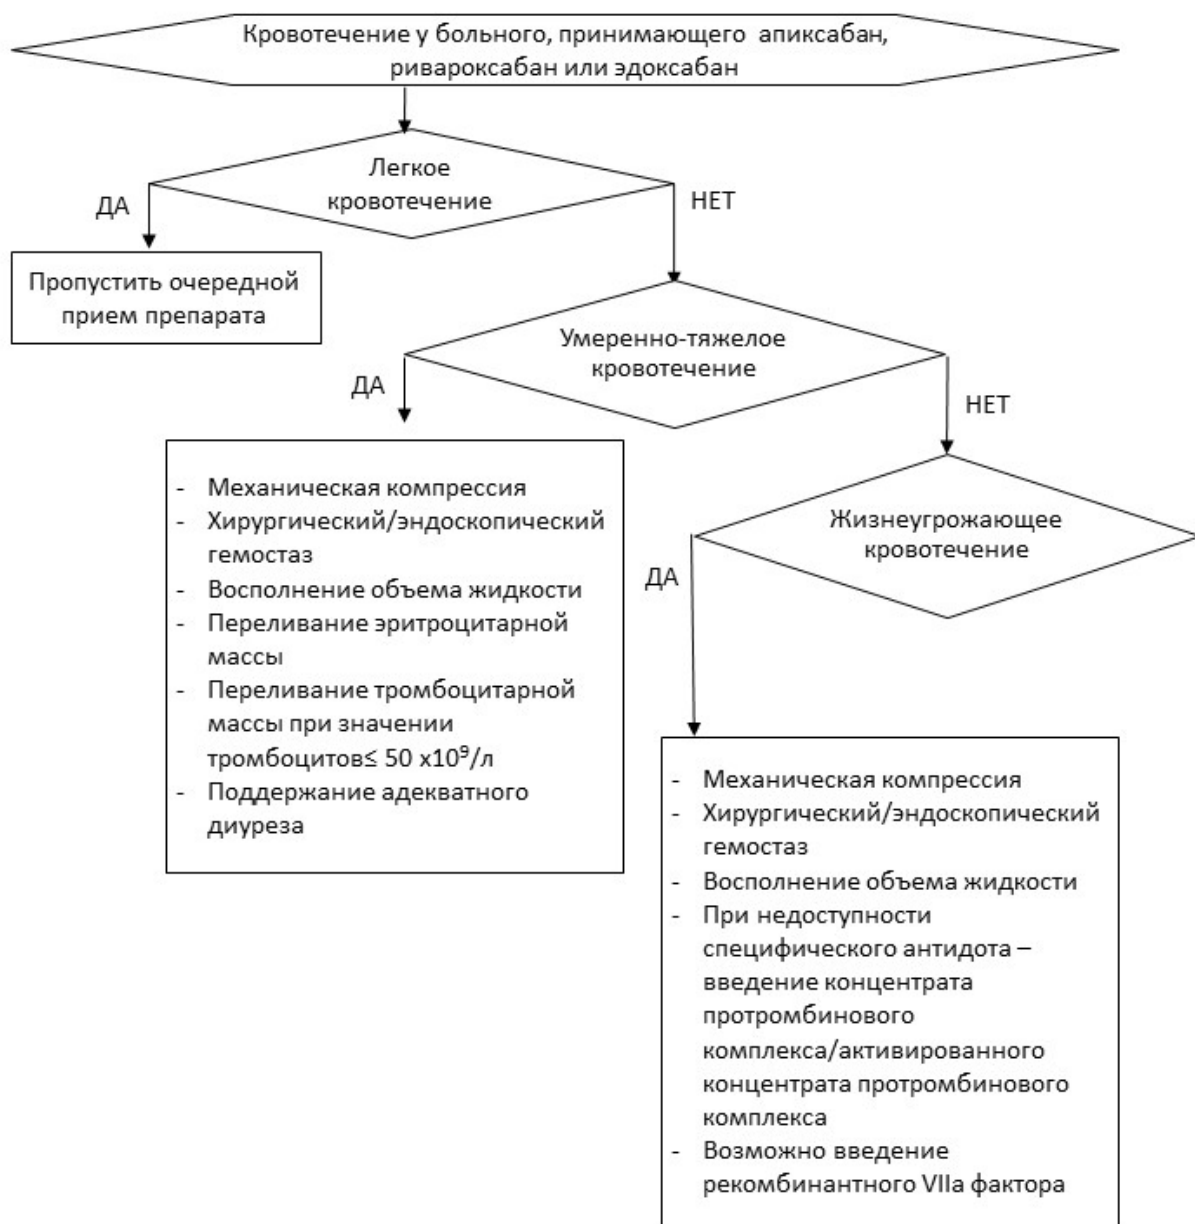 Кровотечение у больного, принимающего апиксабан,
ривароксабан или эдоксабан
Легкое
кровотечение
ДА
НЕТ
Пропустить очередной
прием препарата
Умеренно-тяжелое
кровотечение
ДА
НЕТ
- Механическая компрессия
- Хирургический/эндоскопический
гемостаз
- Восполнение объема жидкости
- Переливание эритроцитарной
массы
- Переливание тромбоцитарной
массы при значении
тромбоцитов≤ 50 х10⁹/л
- Поддержание адекватного
диуреза
Жизнеугрожающее
кровотечение
ДА
- Механическая компрессия
- Хирургический/эндоскопический
гемостаз
- Восполнение объема жидкости
- При недоступности
специфического антидота –
введение концентрата
протромбинового
комплекса/активированного
концентрата протромбинового
комплекса
- Возможно введение
рекомбинантного VIIa фактора